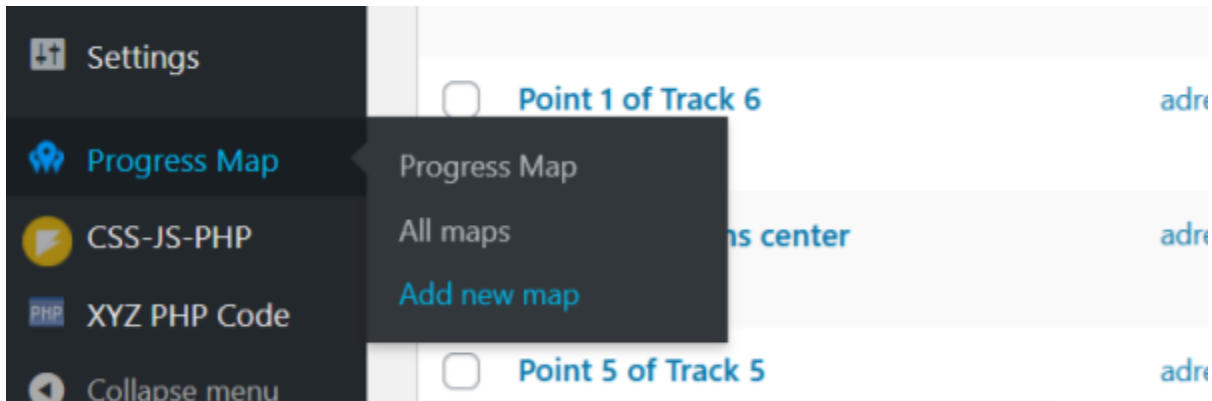 Settings
Progress Map
CSS-JS-PHP
PHP XYZ PHP Code
Collapse menu
Progress Map
All maps
Add new map
Point 1 of Track 6 adre
center adre
Point 5 of Track 5 adre